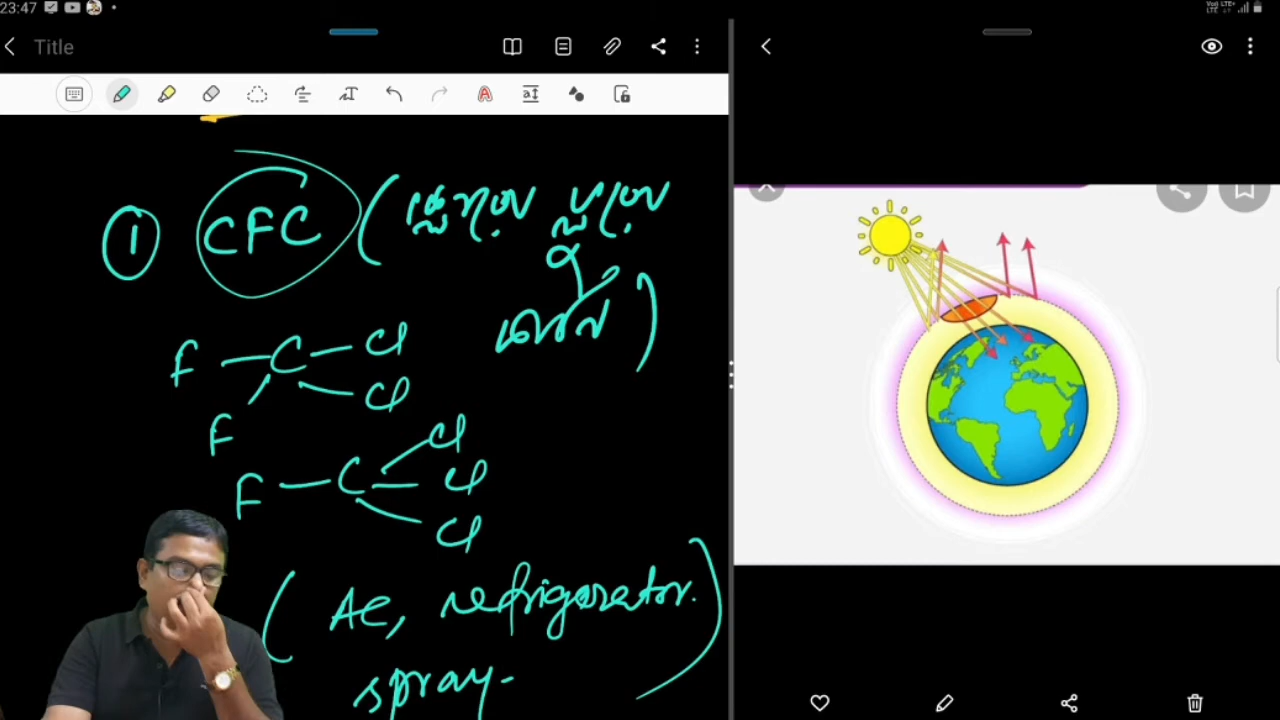 23:47
Title
① CFC (
F — C — Cl
Cl
F
F — C — Cl
Cl
Cl
( AC, refrigerator.
spray. )